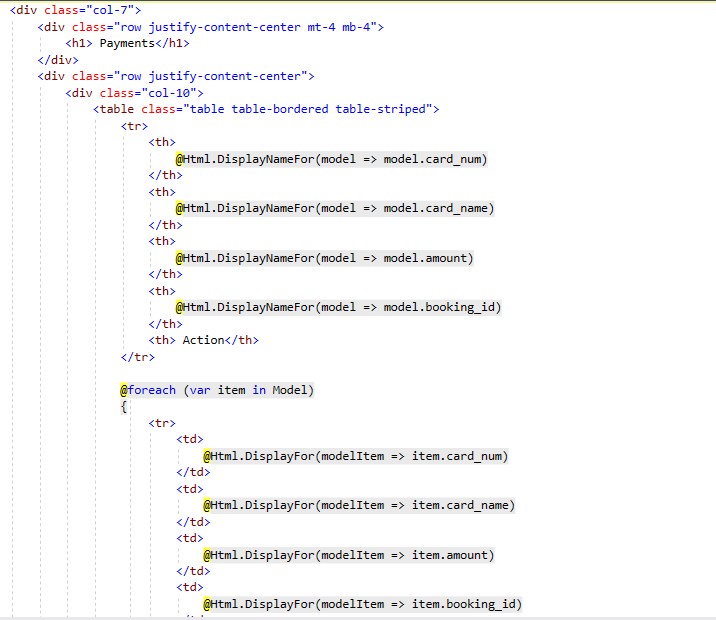 <div class="col-7">
<div class="row justify-content-center mt-4 mb-4">
<h1> Payments</h1>
</div>
<div class="row justify-content-center">
<div class="col-10">
<table class="table table-bordered table-striped">
<tr>
<th>
@Html.DisplayNameFor(model => model.card_num)
</th>
<th>
@Html.DisplayNameFor(model => model.card_name)
</th>
<th>
@Html.DisplayNameFor(model => model.amount)
</th>
<th>
@Html.DisplayNameFor(model => model.booking_id)
</th>
<th> Action</th>
</tr>
@foreach (var item in Model)
{
<tr>
<td>
@Html.DisplayFor(modelItem => item.card_num)
</td>
<td>
@Html.DisplayFor(modelItem => item.card_name)
</td>
<td>
@Html.DisplayFor(modelItem => item.amount)
</td>
<td>
@Html.DisplayFor(modelItem => item.booking_id)